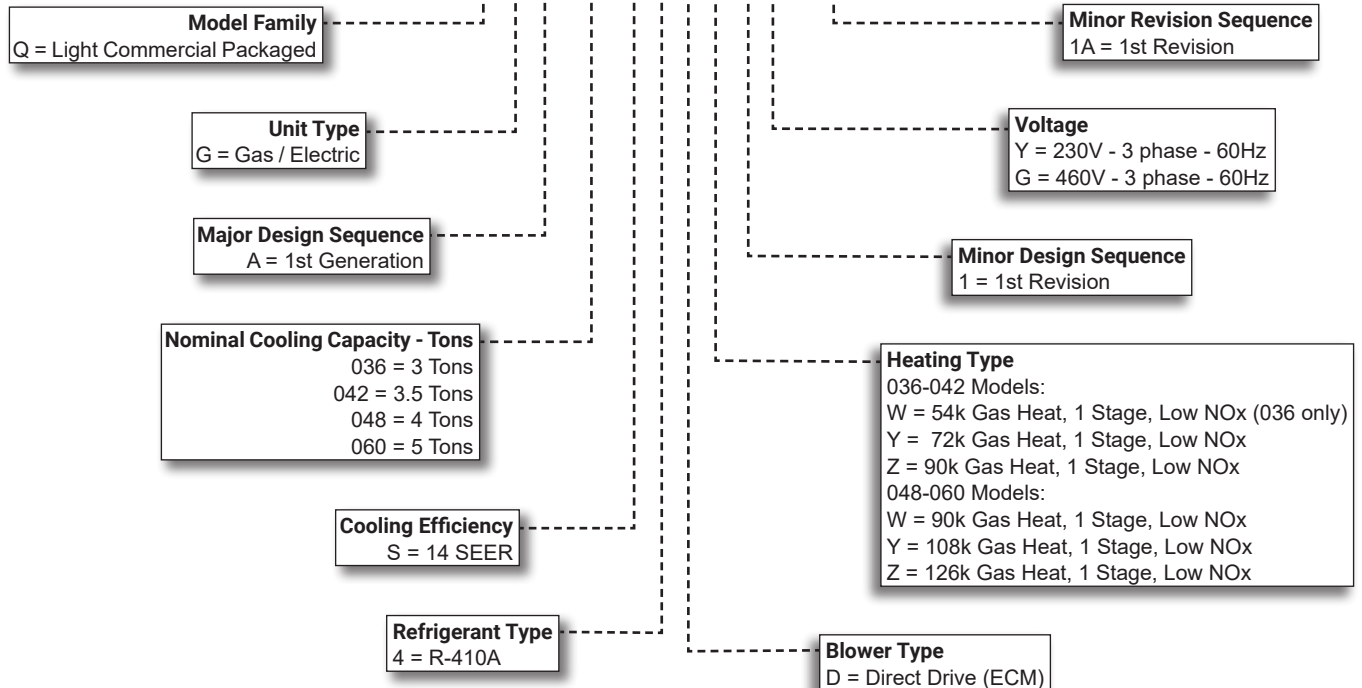 Model Family
Q = Light Commercial Packaged
Unit Type
G = Gas / Electric
Major Design Sequence
A = 1st Generation
Nominal Cooling Capacity - Tons
036 = 3 Tons
042 = 3.5 Tons
048 = 4 Tons
060 = 5 Tons
Cooling Efficiency
S = 14 SEER
Refrigerant Type
4 = R-410A
Minor Revision Sequence
1A = 1st Revision
Voltage
Y = 230V - 3 phase - 60Hz
G = 460V - 3 phase - 60Hz
Minor Design Sequence
1 = 1st Revision
Heating Type
036-042 Models:
W = 54k Gas Heat, 1 Stage, Low NOx (036 only)
Y = 72k Gas Heat, 1 Stage, Low NOx
Z = 90k Gas Heat, 1 Stage, Low NOx
048-060 Models:
W = 90k Gas Heat, 1 Stage, Low NOx
Y = 108k Gas Heat, 1 Stage, Low NOx
Z = 126k Gas Heat, 1 Stage, Low NOx
Blower Type
D = Direct Drive (ECM)